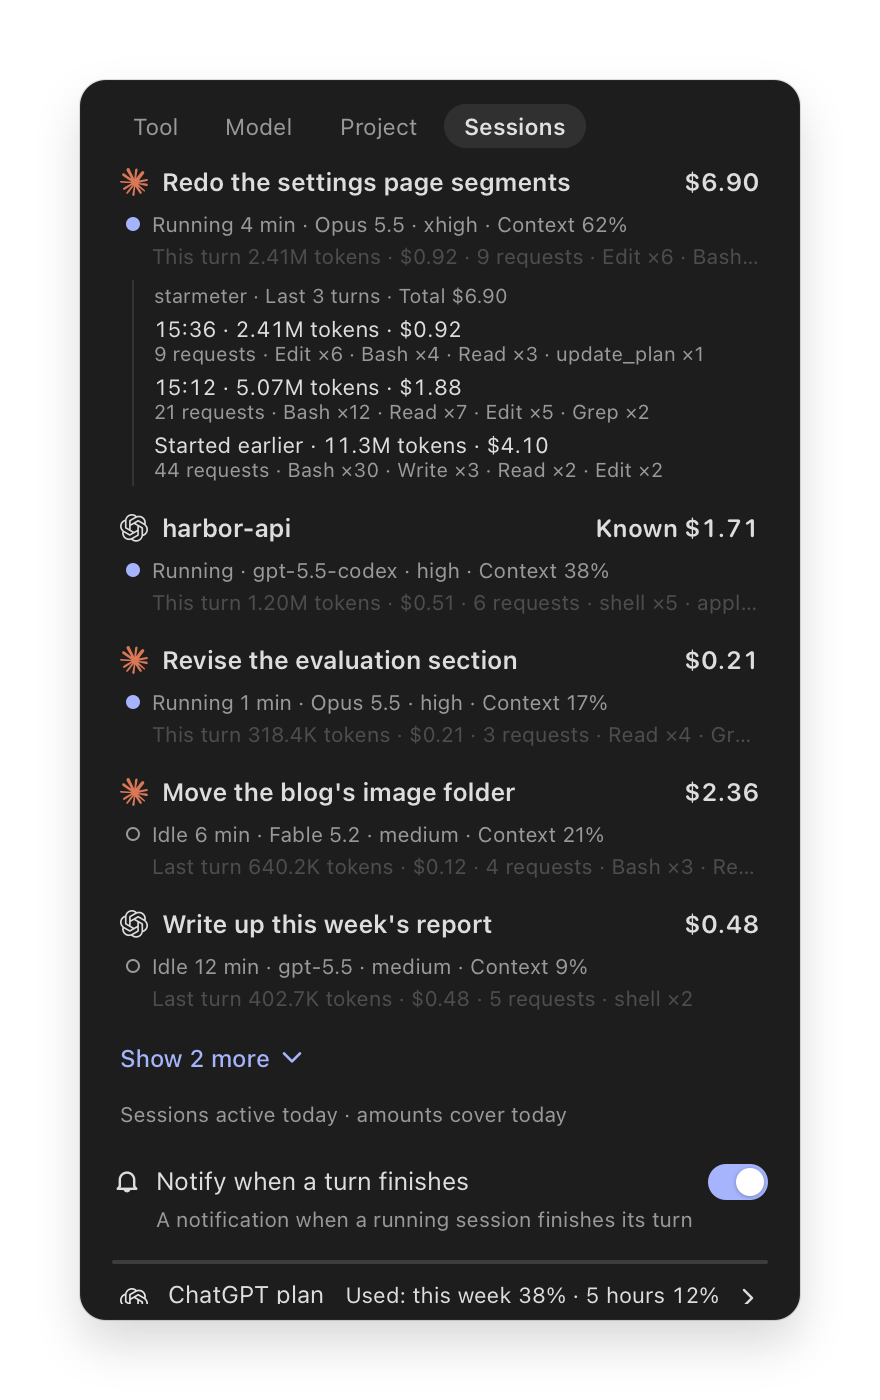 Tool Model Project Sessions
Redo the settings page segments $6.90
Running 4 min · Opus 5.5 · xhigh · Context 62%
This turn 2.41M tokens · $0.92 · 9 requests · Edit ×6 · Bash…
starmeter · Last 3 turns · Total $6.90
15:36 · 2.41M tokens · $0.92
9 requests · Edit ×6 · Bash ×4 · Read ×3 · update_plan ×1
15:12 · 5.07M tokens · $1.88
21 requests · Bash ×12 · Read ×7 · Edit ×5 · Grep ×2
Started earlier · 11.3M tokens · $4.10
44 requests · Bash ×30 · Write ×3 · Read ×2 · Edit ×2
harbor-api Known $1.71
Running · gpt-5.5-codex · high · Context 38%
This turn 1.20M tokens · $0.51 · 6 requests · shell ×5 · appl…
Revise the evaluation section $0.21
Running 1 min · Opus 5.5 · high · Context 17%
This turn 318.4K tokens · $0.21 · 3 requests · Read ×4 · Gr…
Move the blog's image folder $2.36
Idle 6 min · Fable 5.2 · medium · Context 21%
Last turn 640.2K tokens · $0.12 · 4 requests · Bash ×3 · Re…
Write up this week's report $0.48
Idle 12 min · gpt-5.5 · medium · Context 9%
Last turn 402.7K tokens · $0.48 · 5 requests · shell ×2
Show 2 more
Sessions active today · amounts cover today
Notify when a turn finishes
A notification when a running session finishes its turn
ChatGPT plan Used: this week 38% · 5 hours 12%